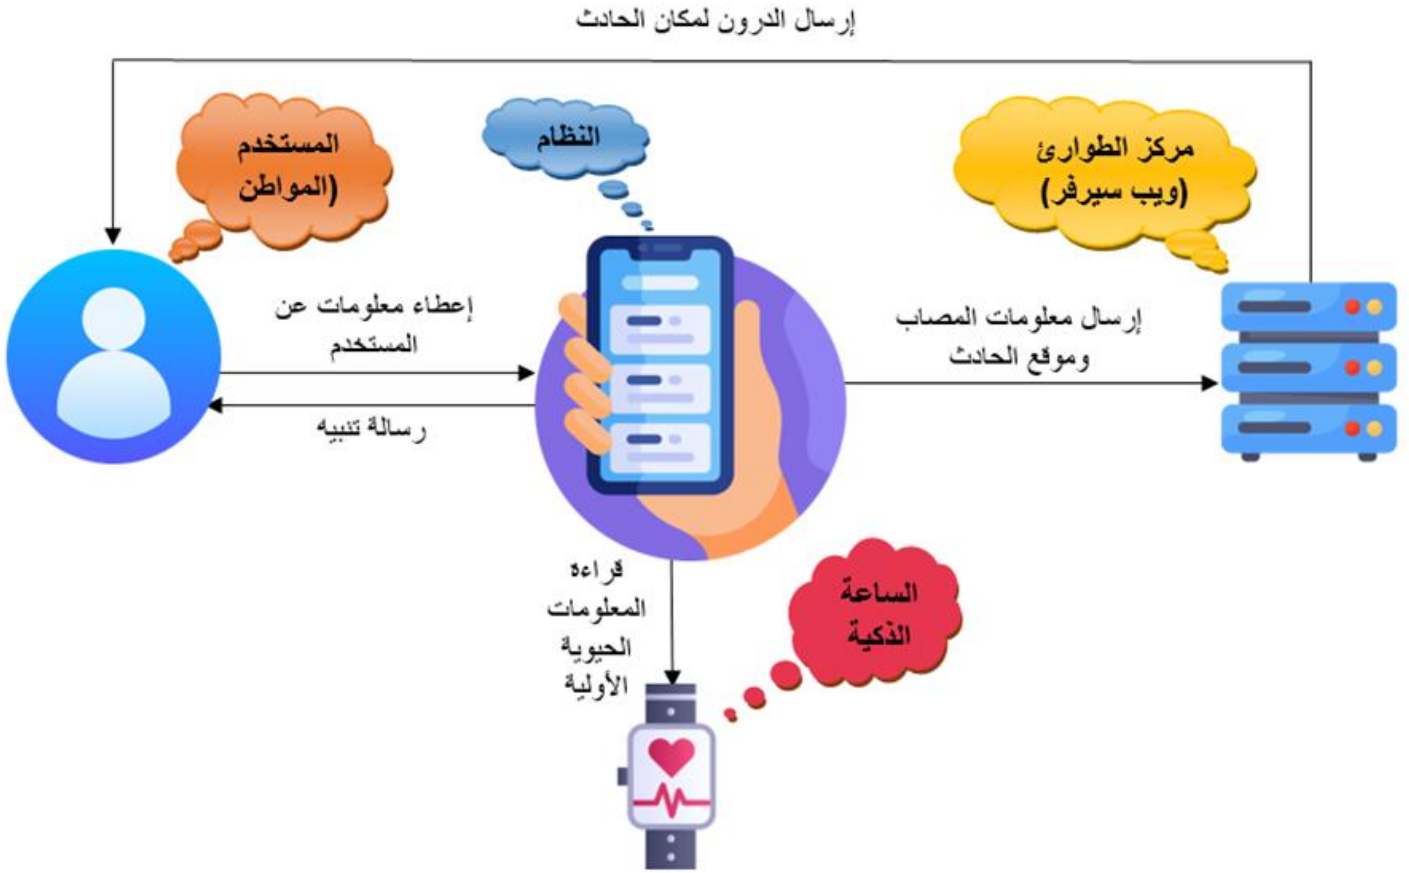 إرسال الدرون لمكان الحادث
المستخدم
(المواطن
النظام
مركز الطوارئ
(ويب سيرفر)
إعطاء معلومات عن
المستخدم
رسالة تنبيه
إرسال معلومات المصاب
وموقع الحادث
قراءة
المعلومات
الحيوية
الأولية
الساعة
الذكية